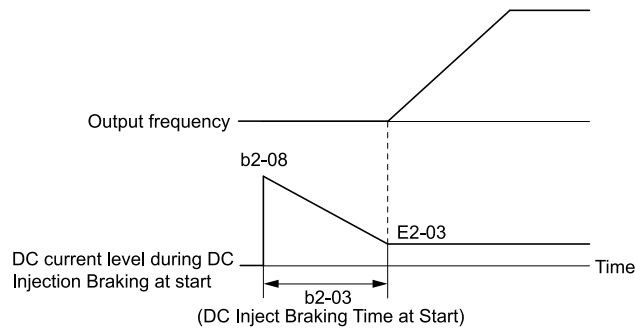 Output frequency
b2-08
E2-03
DC current level during DC
Injection Braking at start
Time
b2-03
(DC Inject Braking Time at Start)